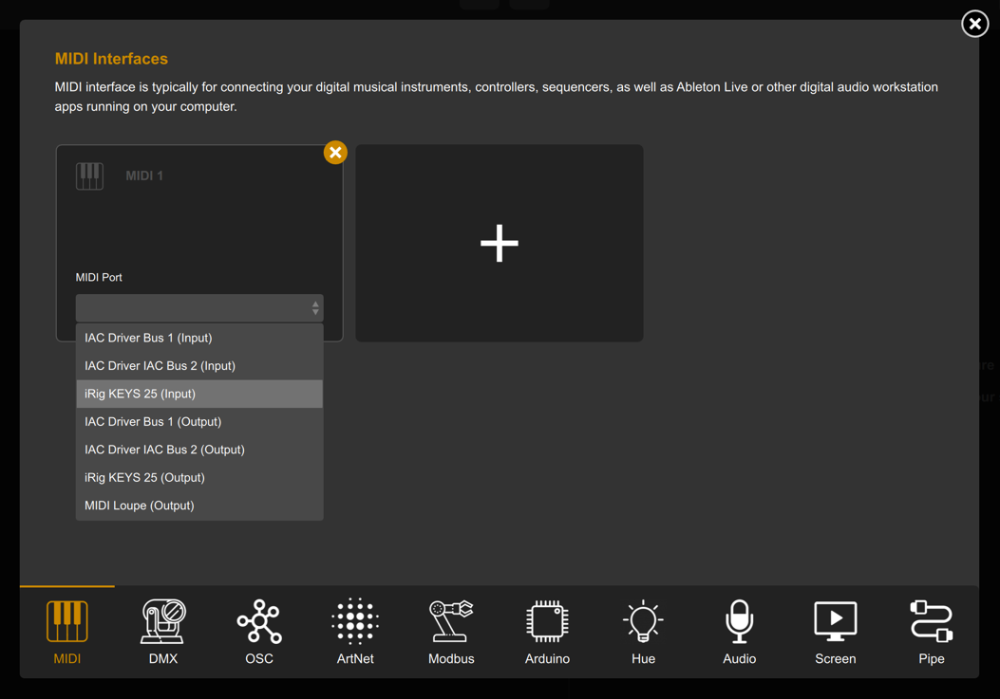 MIDI Interfaces
MIDI interface is typically for connecting your digital musical instruments, controllers, sequencers, as well as Ableton Live or other digital audio workstation
apps running on your computer.
MIDI 1
MIDI Port
IAC Driver Bus 1 (Input)
IAC Driver IAC Bus 2 (Input)
iRig KEYS 25 (Input)
IAC Driver Bus 1 (Output)
IAC Driver IAC Bus 2 (Output)
iRig KEYS 25 (Output)
MIDI Loupe (Output)
MIDI
DMX
OSC
ArtNet
Modbus
Arduino
Hue
Audio
Screen
Pipe